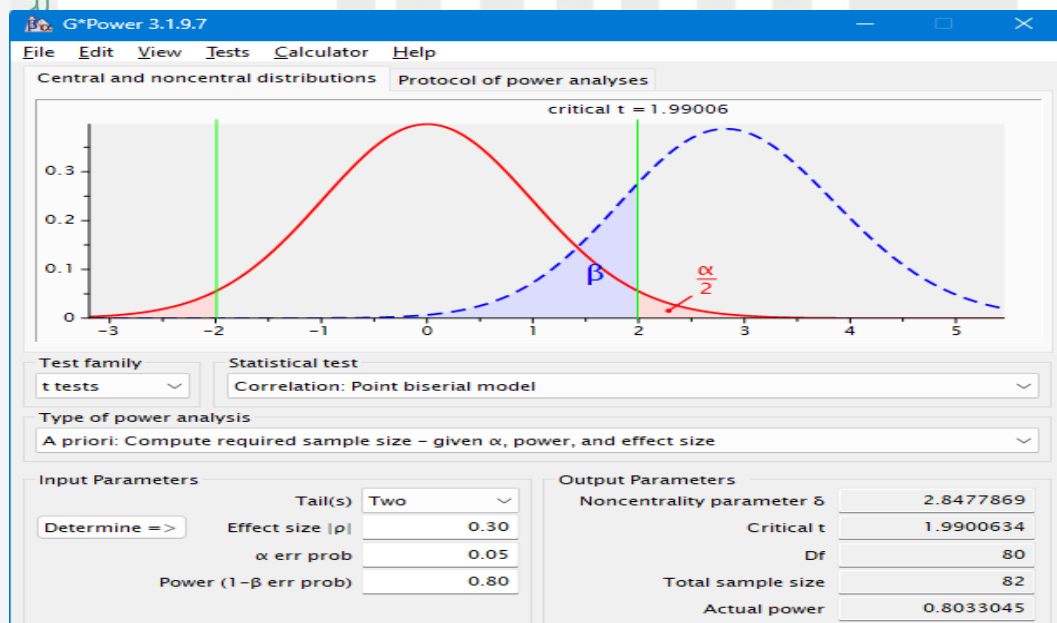 G*Power 3.1.9.7
File Edit View Tests Calculator Help
Central and noncentral distributions Protocol of power analyses
critical t = 1.99006
0.3
0.2
0.1
0
β
α
2
-3 -2 -1 0 1 2 3 4 5
Test family Statistical test
t tests Correlation: Point biserial model
Type of power analysis
A priori: Compute required sample size – given α, power, and effect size
Input Parameters Output Parameters
Tail(s) Two Noncentrality parameter δ 2.8477869
Determine => Effect size |ρ| 0.30 Critical t 1.9900634
α err prob 0.05 Df 80
Power (1-β err prob) 0.80 Total sample size 82
Actual power 0.8033045